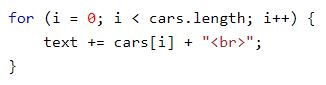 for (i = 0; i < cars.length; i++) {
    text += cars[i] + "<br>";
}